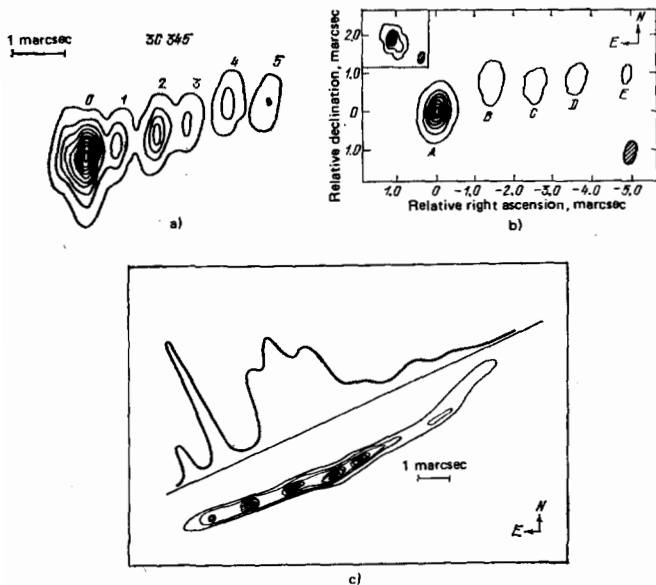 1 marcsec
3C 345
0 1 2 3 4 5
a)
Relative declination, marcsec
2,0
1.0
0
1.0
A B C D E
N
E
1.0 0 -1.0 -2.0 -3.0 -4.0 -5.0
Relative right ascension, marcsec
b)
1 marcsec
N
E
c)